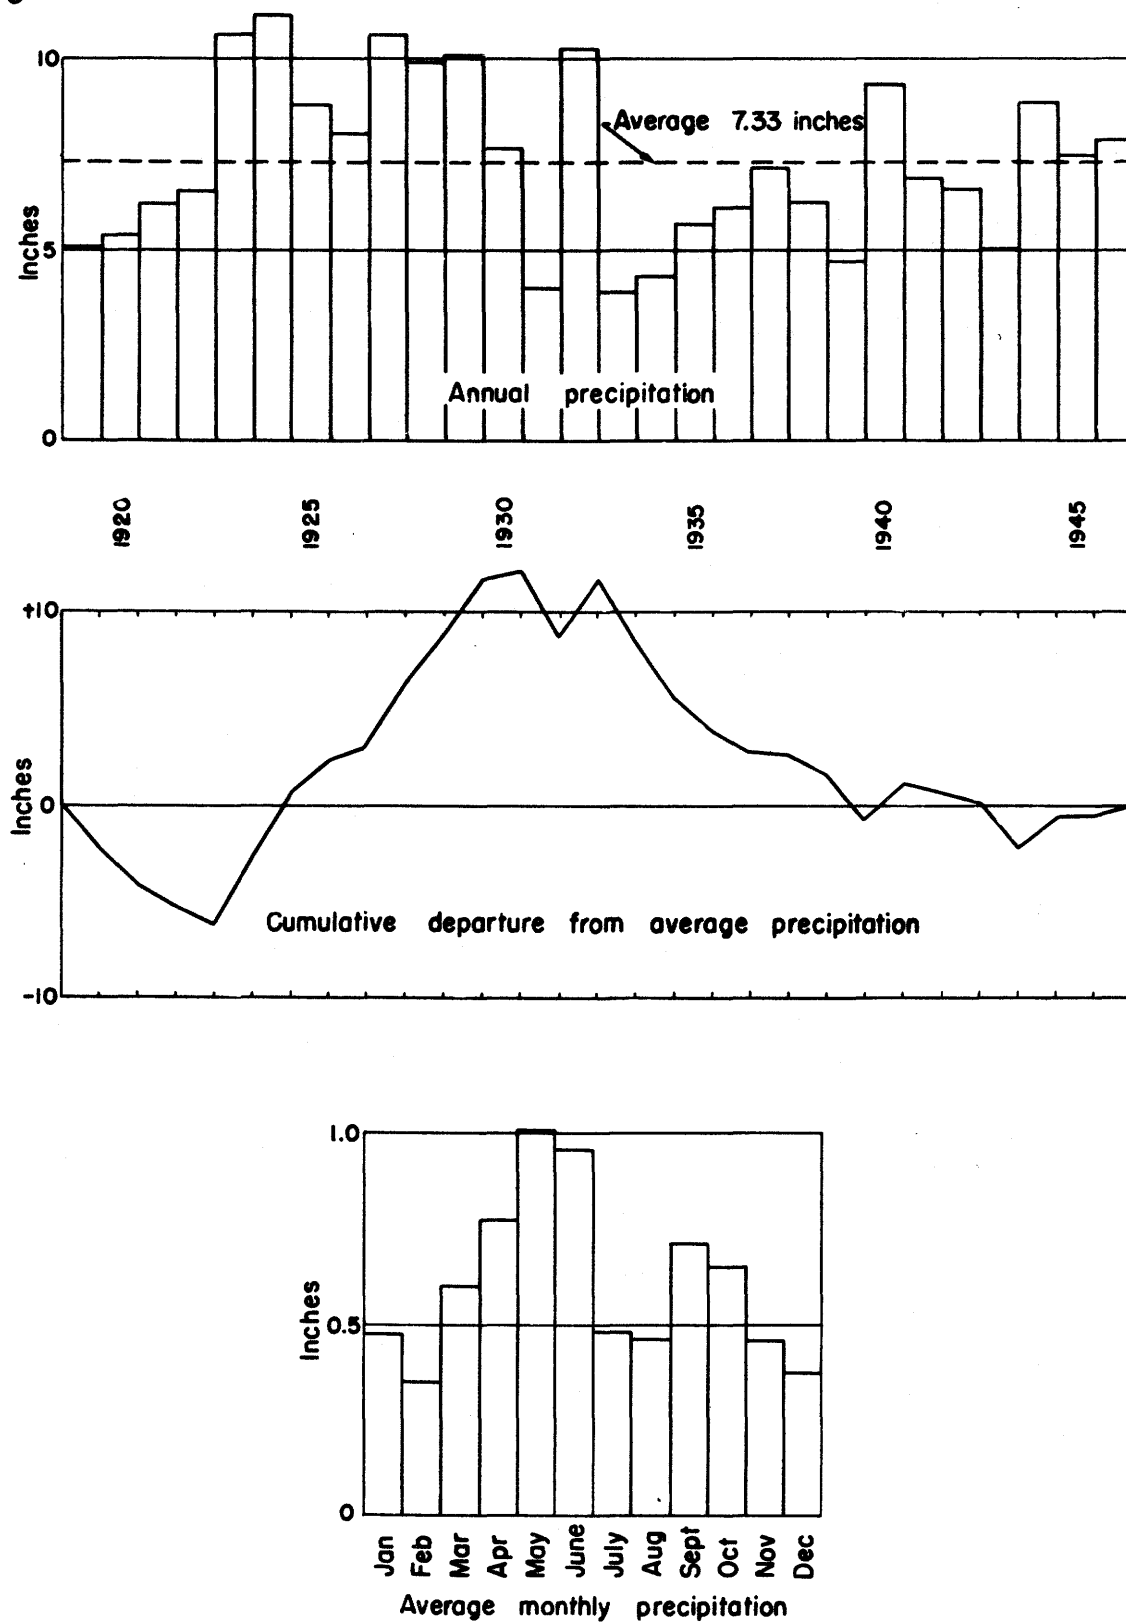 10
Average 7.33 inches
Inches
5
Annual precipitation
0
1920
1925
1930
1935
1940
1945
+10
Inches
0
Cumulative departure from average precipitation
-10
1.0
Inches
0.5
0
Jan
Feb
Mar
Apr
May
June
July
Aug
Sept
Oct
Nov
Dec
Average monthly precipitation